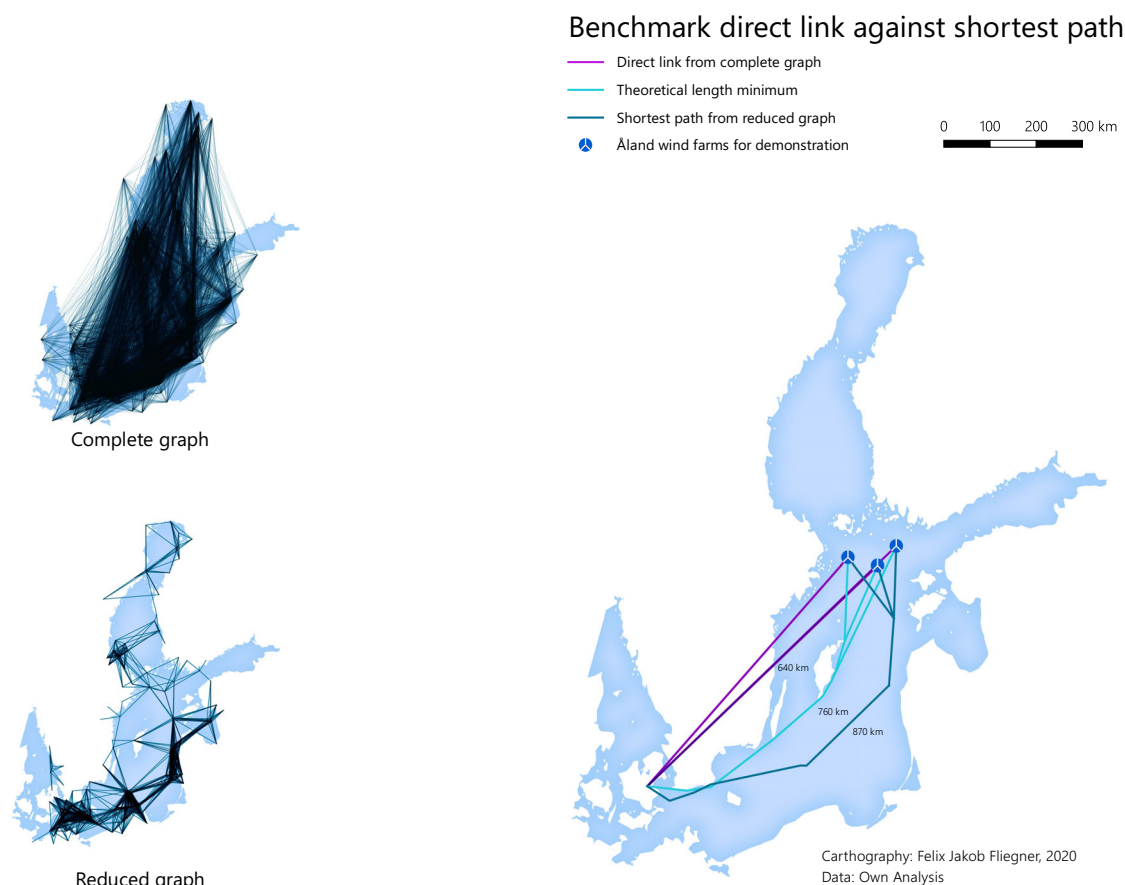 Benchmark direct link against shortest path
Direct link from complete graph
Theoretical length minimum
Shortest path from reduced graph
Åland wind farms for demonstration
0 100 200 300 km
Complete graph
640 km
760 km
870 km
Carthography: Felix Jakob Fliegner, 2020
Data: Own Analysis
Reduced graph